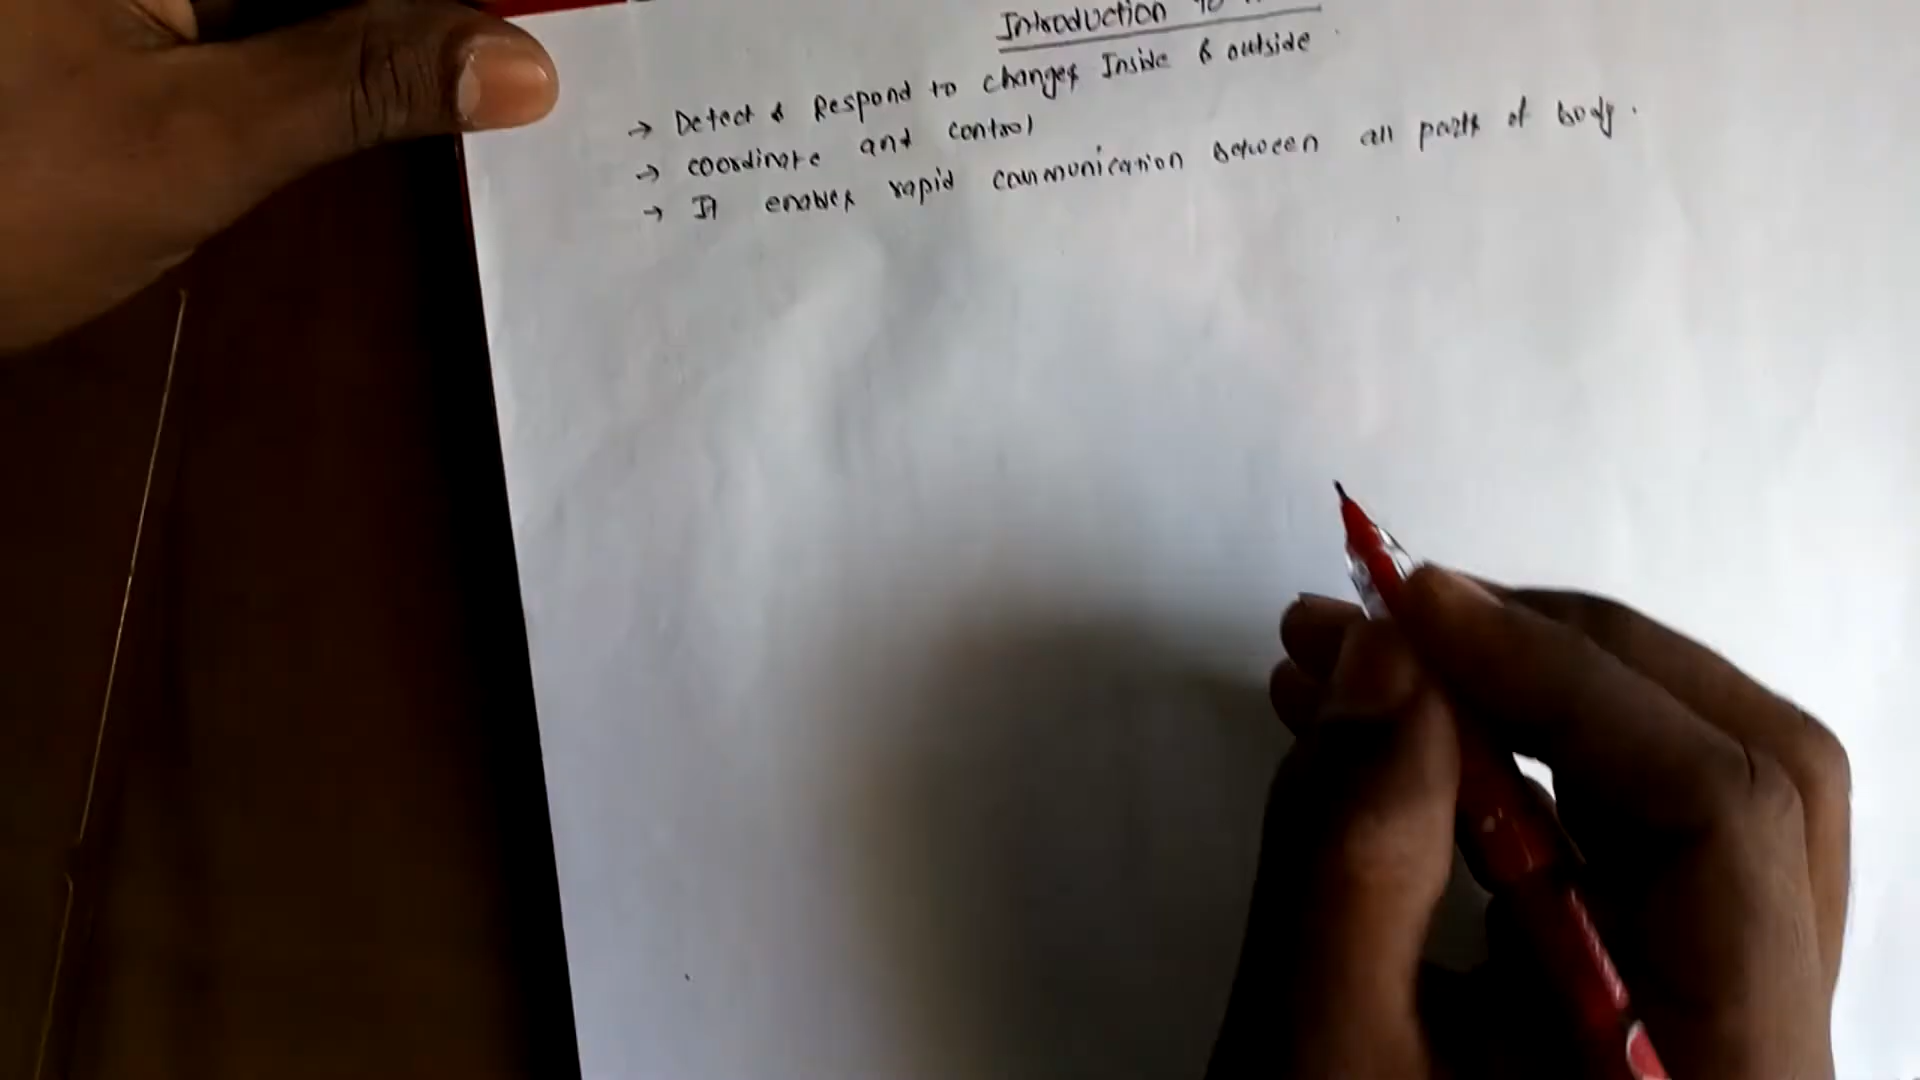 Introduction to
→ Detect & Respond to changes Inside & outside
→ coordinate and control
→ It enables rapid communication between all parts of body.